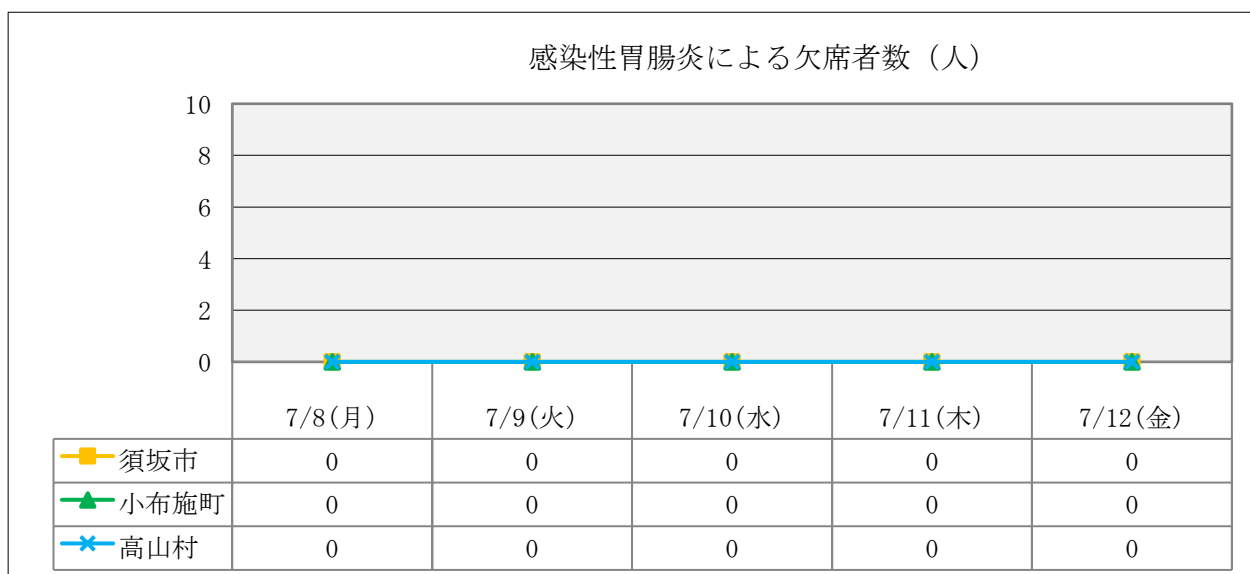 感染性胃腸炎による欠席者数（人）
10
8
6
4
2
0
7/8(月) 7/9(火) 7/10(水) 7/11(木) 7/12(金)
須坂市 0 0 0 0 0
小布施町 0 0 0 0 0
高山村 0 0 0 0 0